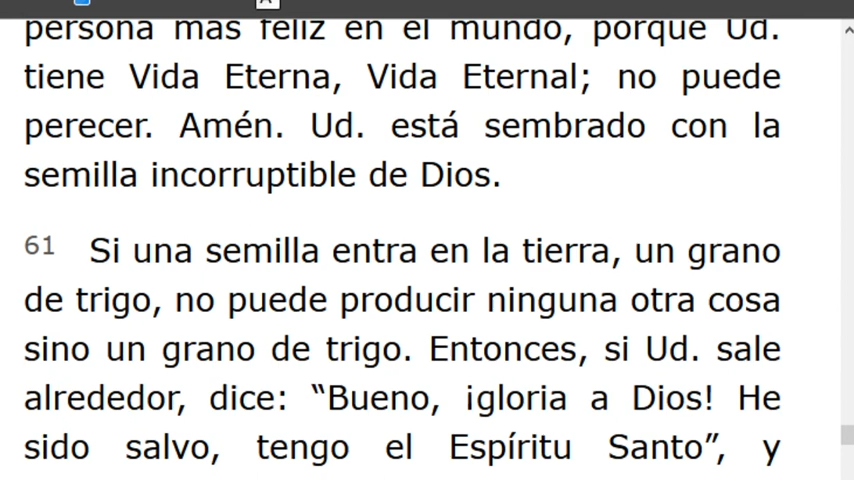 persona más feliz en el mundo, porque Ud.
tiene Vida Eterna, Vida Eternal; no puede
perecer. Amén. Ud. está sembrado con la
semilla incorruptible de Dios.
61 Si una semilla entra en la tierra, un grano
de trigo, no puede producir ninguna otra cosa
sino un grano de trigo. Entonces, si Ud. sale
alrededor, dice: “Bueno, ¡gloria a Dios! He
sido salvo, tengo el Espíritu Santo”, y